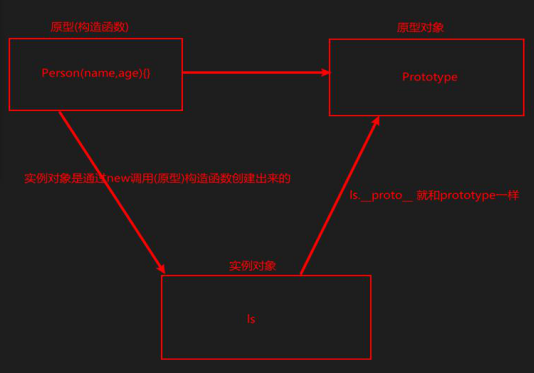 原型(构造函数)
原型对象
Person(name,age){}
Prototype
实例对象是通过new调用(原型)构造函数创建出来的
ls.__proto__ 就和prototype一样
实例对象
ls